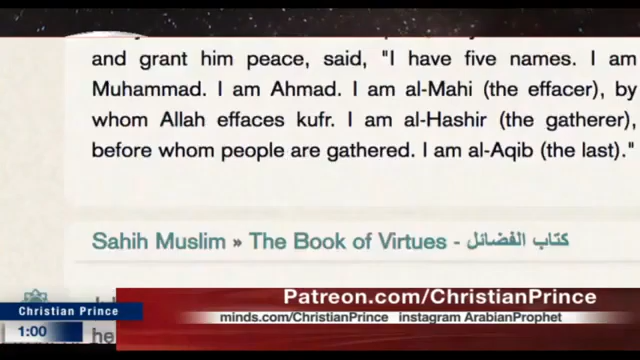 and grant him peace, said, "I have five names. I am
Muhammad. I am Ahmad. I am al-Mahi (the effacer), by
whom Allah effaces kufr. I am al-Hashir (the gatherer),
before whom people are gathered. I am al-Aqib (the last)."
Sahih Muslim » The Book of Virtues - كتاب الفضائل
Patreon.com/ChristianPrince
Christian Prince
minds.com/ChristianPrince instagram ArabianProphet
1:00
he